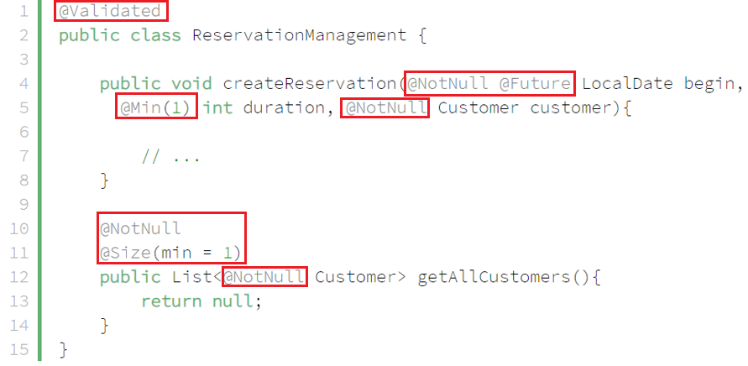 1 @Validated
2 public class ReservationManagement {
3
4 public void createReservation(@NotNull @Future LocalDate begin,
5 @Min(1) int duration, @NotNull Customer customer){
6
7 // ...
8 }
9
10 @NotNull
11 @Size(min = 1)
12 public List<@NotNull Customer> getAllCustomers(){
13 return null;
14 }
15 }